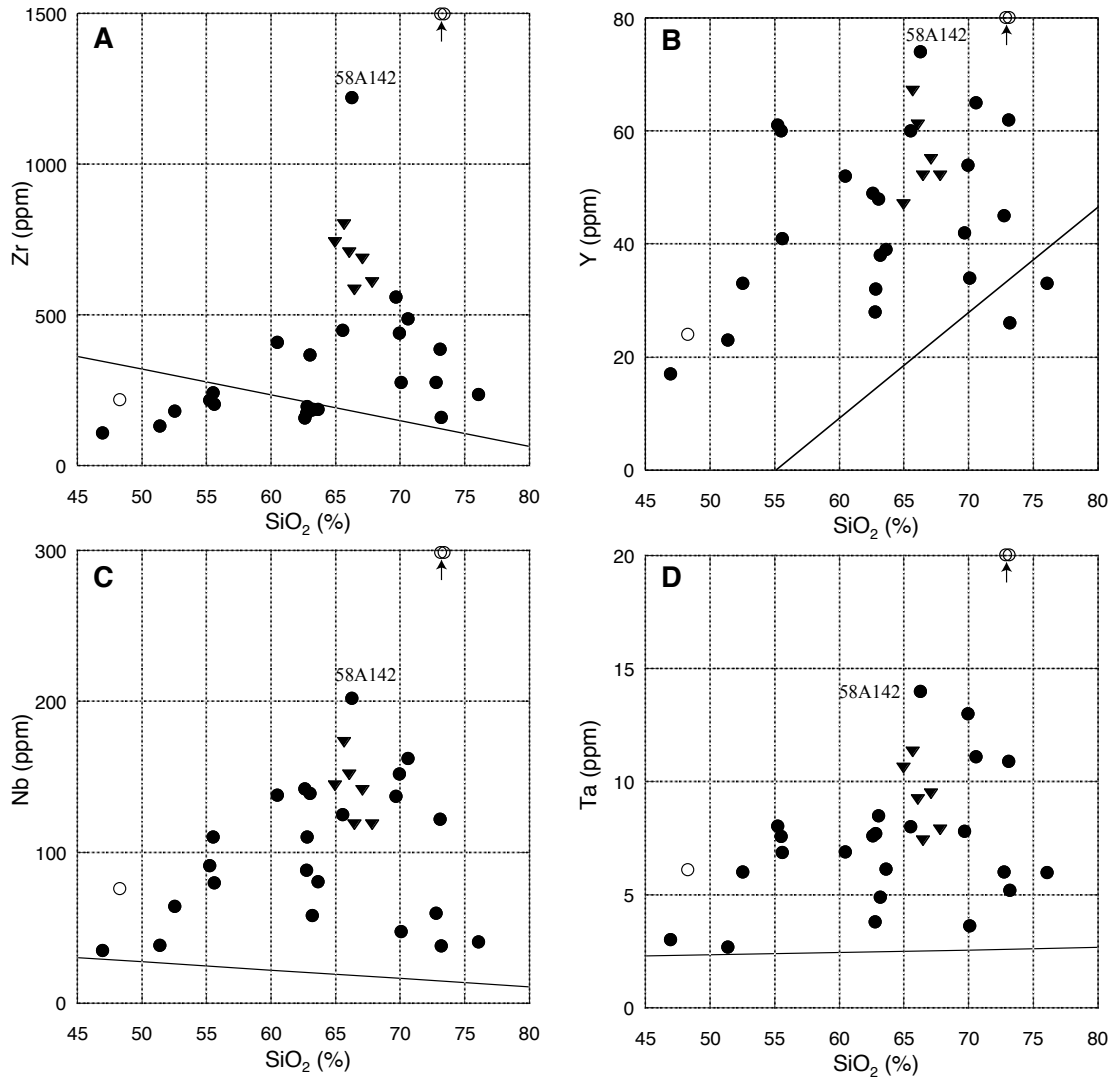 A
58A142
1500
1000
500
0
Zr (ppm)
45 50 55 60 65 70 75 80
SiO2 (%)
B
58A142
80
60
40
20
0
Y (ppm)
45 50 55 60 65 70 75 80
SiO2 (%)
C
58A142
300
200
100
0
Nb (ppm)
45 50 55 60 65 70 75 80
SiO2 (%)
D
58A142
20
15
10
5
0
Ta (ppm)
45 50 55 60 65 70 75 80
SiO2 (%)